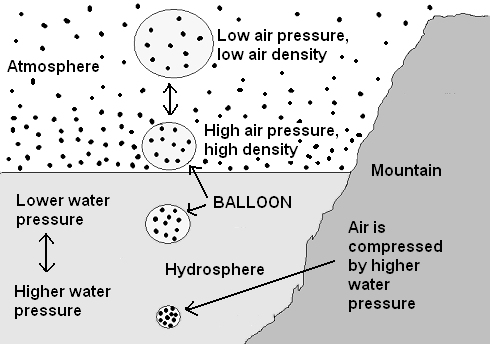 Low air pressure,
low air density
Atmosphere
High air pressure,
high density
Mountain
Lower water
pressure
BALLOON
Air is
compressed
by higher
water
pressure
Hydrosphere
Higher water
pressure